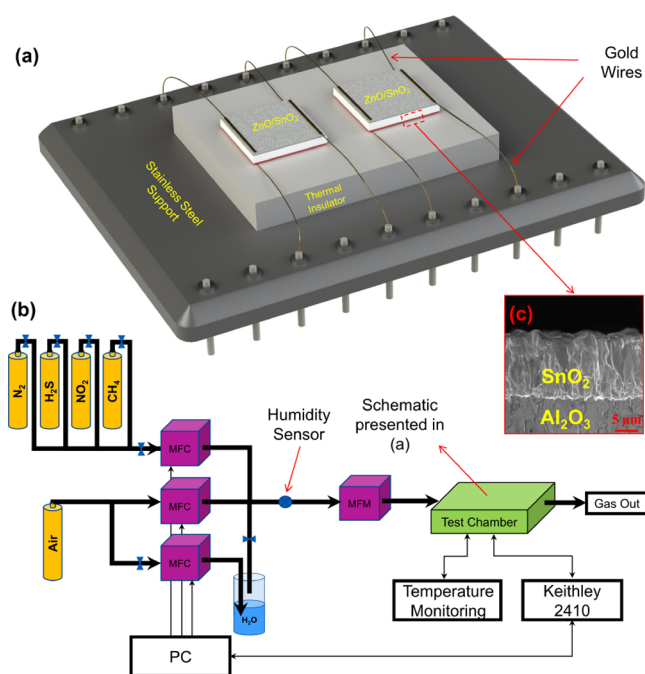 (a)
Gold
Wires
ZnO/SnO₂
ZnO/SnO₂
Stainless Steel
Support
Thermal
Insulator
(b)
(c)
SnO₂
Al₂O₃
5 µm
N₂
H₂S
NO₂
CH₄
Humidity
Sensor
Schematic
presented in
(a)
MFC
MFC
MFC
MFM
Air
Test Chamber
Gas Out
H₂O
Temperature
Monitoring
Keithley
2410
PC